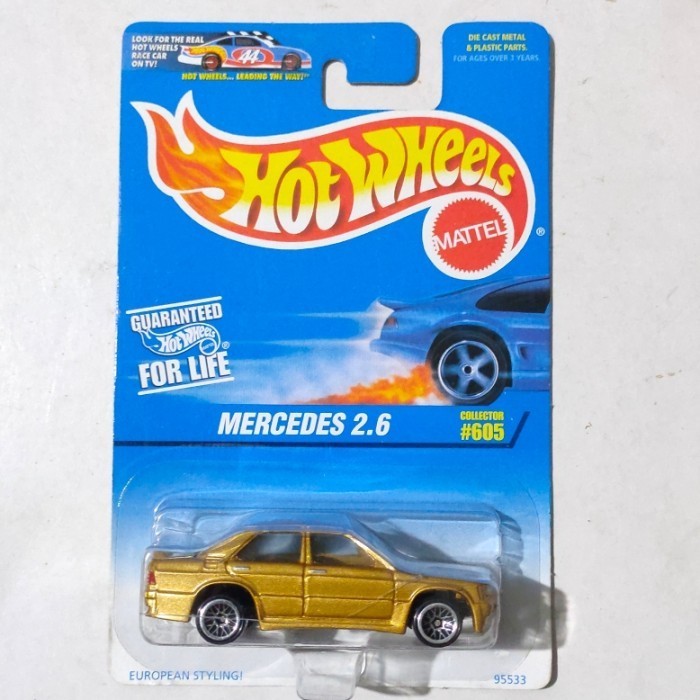 LOOK FOR THE REAL
HOT WHEELS
RACE CAR
ON TV!
44
HOT WHEELS... LEADING THE WAY!™
DIE CAST METAL
& PLASTIC PARTS.
FOR AGES OVER 3 YEARS
HOT WHEELS
MATTEL
®
GUARANTEED
HOT WHEELS
®
FOR LIFE
MERCEDES 2.6
COLLECTOR
#605
EUROPEAN STYLING!
95533